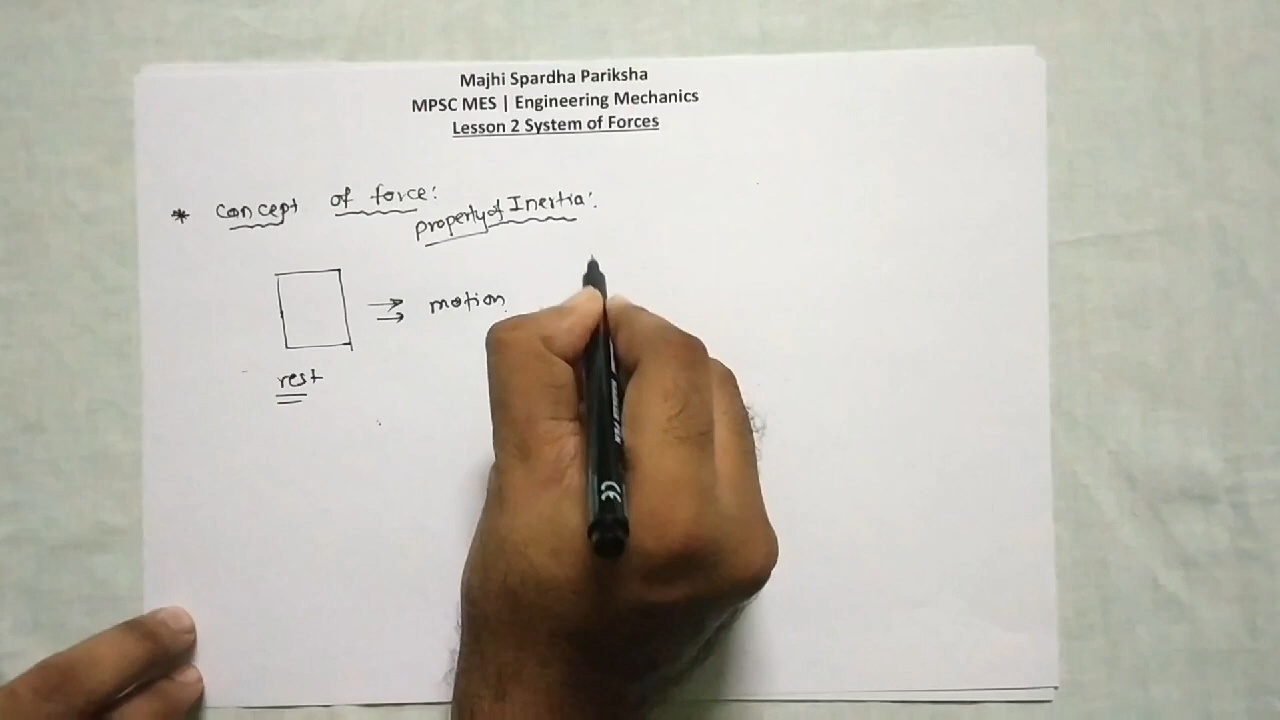 Majhi Spardha Pariksha
MPSC MES | Engineering Mechanics
Lesson 2 System of Forces
* concept of force:
property of Inertia:
motion
rest
CE